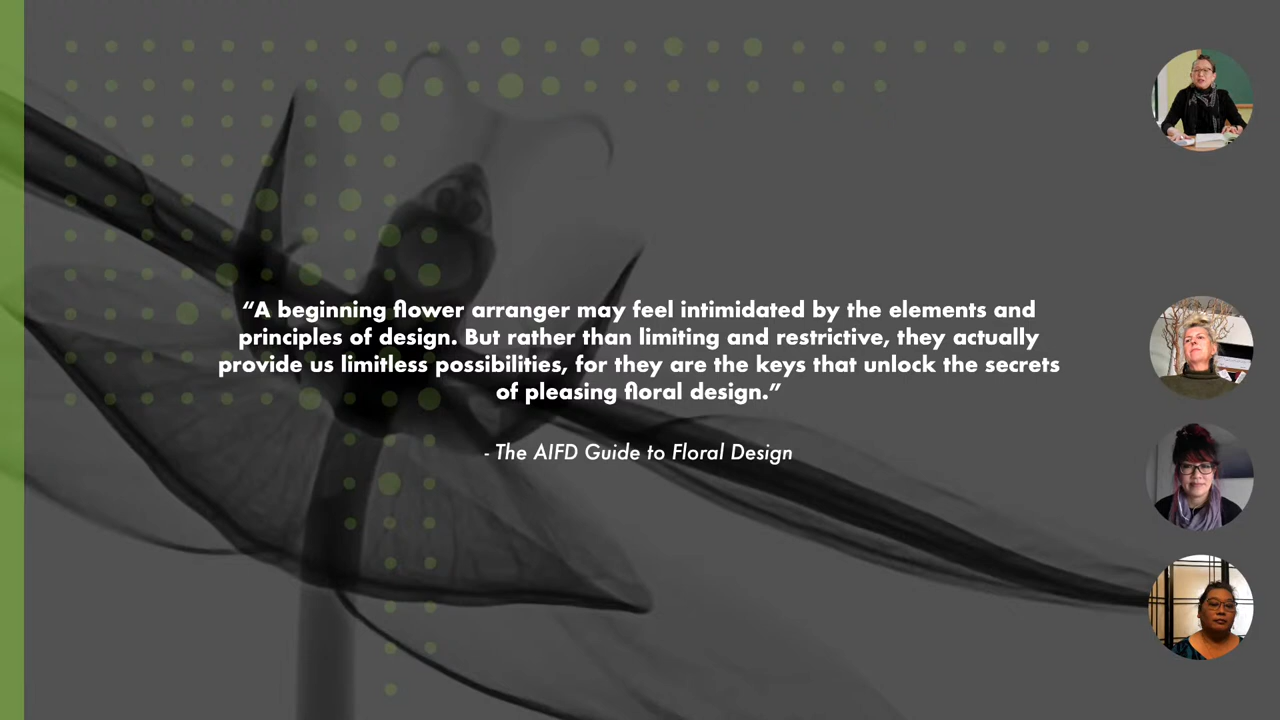 “A beginning flower arranger may feel intimidated by the elements and
principles of design. But rather than limiting and restrictive, they actually
provide us limitless possibilities, for they are the keys that unlock the secrets
of pleasing floral design.”
- The AIFD Guide to Floral Design